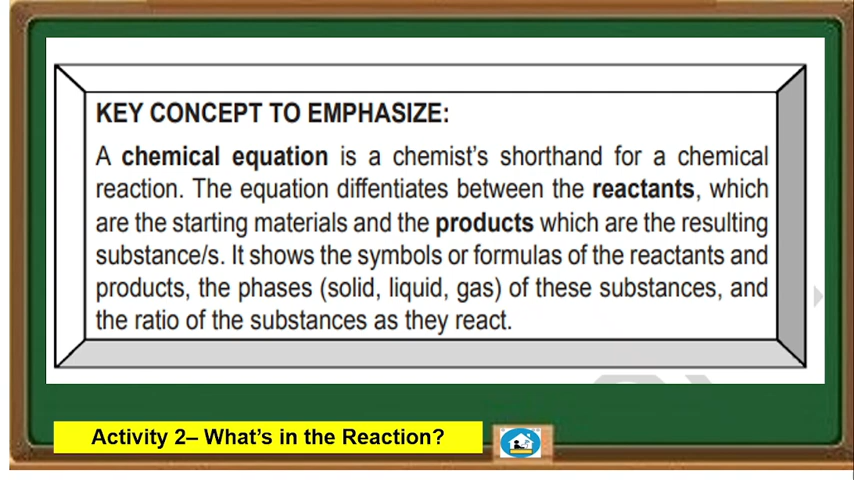 KEY CONCEPT TO EMPHASIZE:
A chemical equation is a chemist's shorthand for a chemical
reaction. The equation diffentiates between the reactants, which
are the starting materials and the products which are the resulting
substance/s. It shows the symbols or formulas of the reactants and
products, the phases (solid, liquid, gas) of these substances, and
the ratio of the substances as they react.
Activity 2– What's in the Reaction?